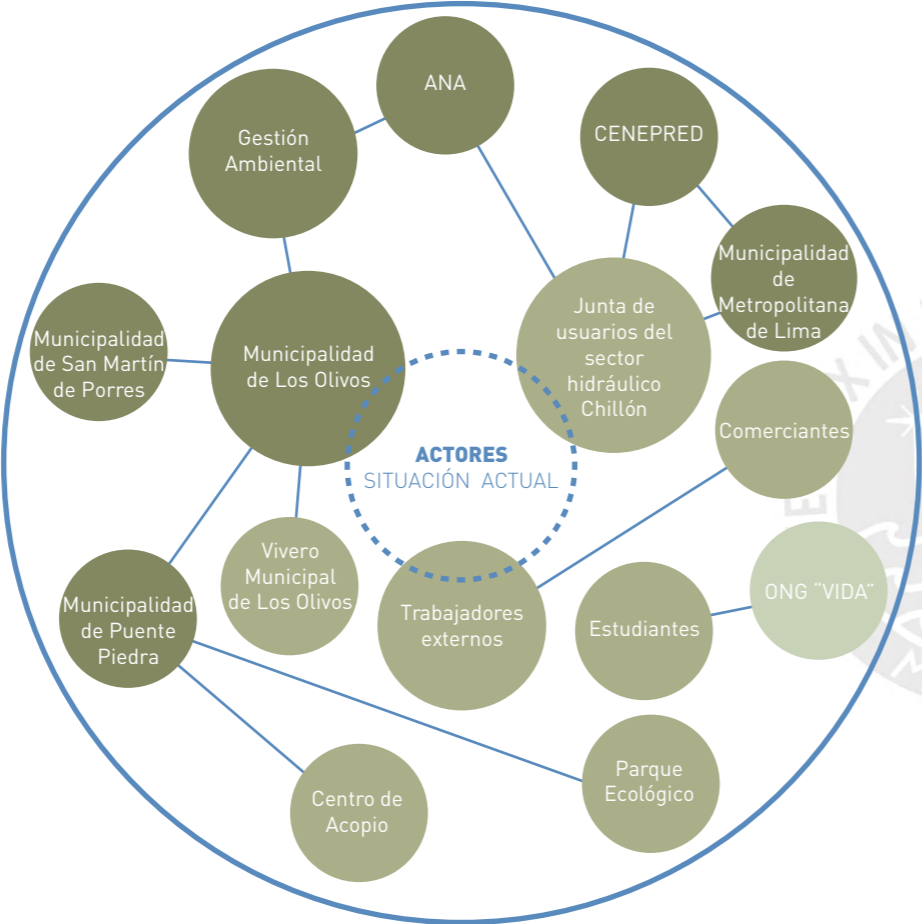 ANA
CENEPRED
Gestión
Ambiental
Municipalidad
de
Metropolitana
de Lima
Junta de
usuarios del
sector
hidráulico
Chillón
Municipalidad
de San Martín
de Porres
Municipalidad
de Los Olivos
Comerciantes
ACTORES
SITUACIÓN ACTUAL
Vivero
Municipal
de Los Olivos
ONG "VIDA"
Municipalidad
de Puente
Piedra
Trabajadores
externos
Estudiantes
Parque
Ecológico
Centro de
Acopio